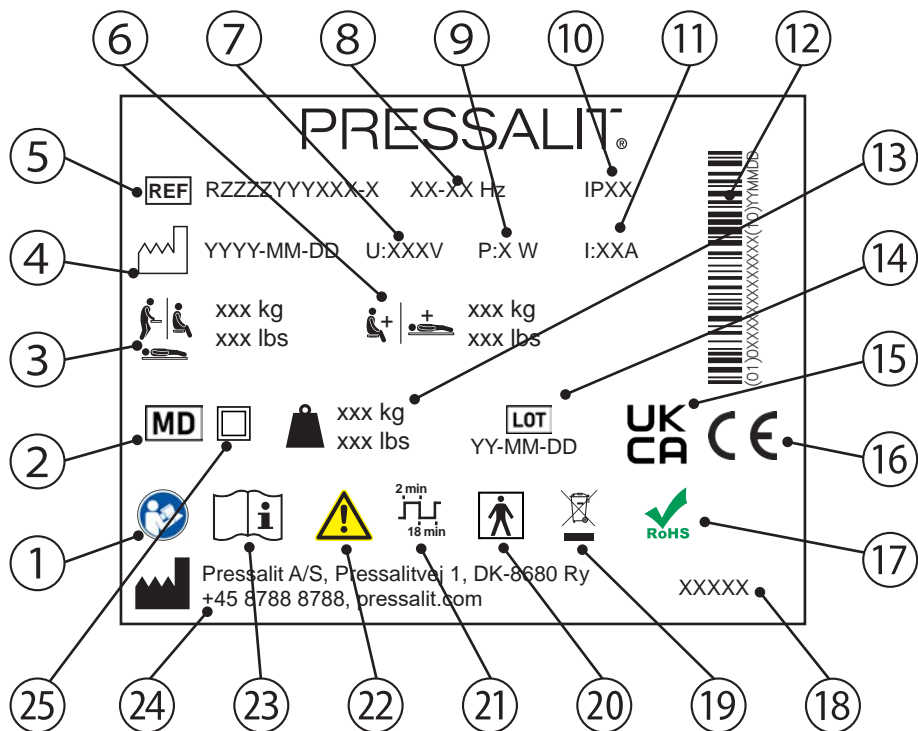 6 7 8 9 10 11 12
PRESSALIT®
5 REF RZZZZYYYXXX-X XX-XX Hz IPXX 13
4 YYYY-MM-DD U:XXXV P:X W I:XXA 14
xxx kg xxx kg
3 xxx lbs xxx lbs
(01)0XXXXXXXXXXXXX(10)YYMMDD
15
2 MD xxx kg LOT UK CA CE 16
xxx lbs YY-MM-DD
2 min
1 18 min RoHS 17
Pressalit A/S, Pressalitvej 1, DK-8680 Ry
+45 8788 8788, pressalit.com XXXXX
25 24 23 22 21 20 19 18